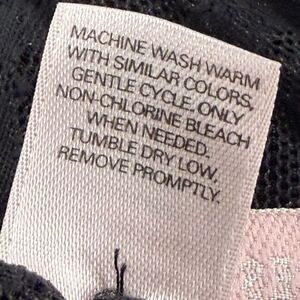 MACHINE WASH WARM
WITH SIMILAR COLORS,
GENTLE CYCLE. ONLY
NON-CHLORINE BLEACH
WHEN NEEDED.
TUMBLE DRY LOW,
REMOVE PROMPTLY.